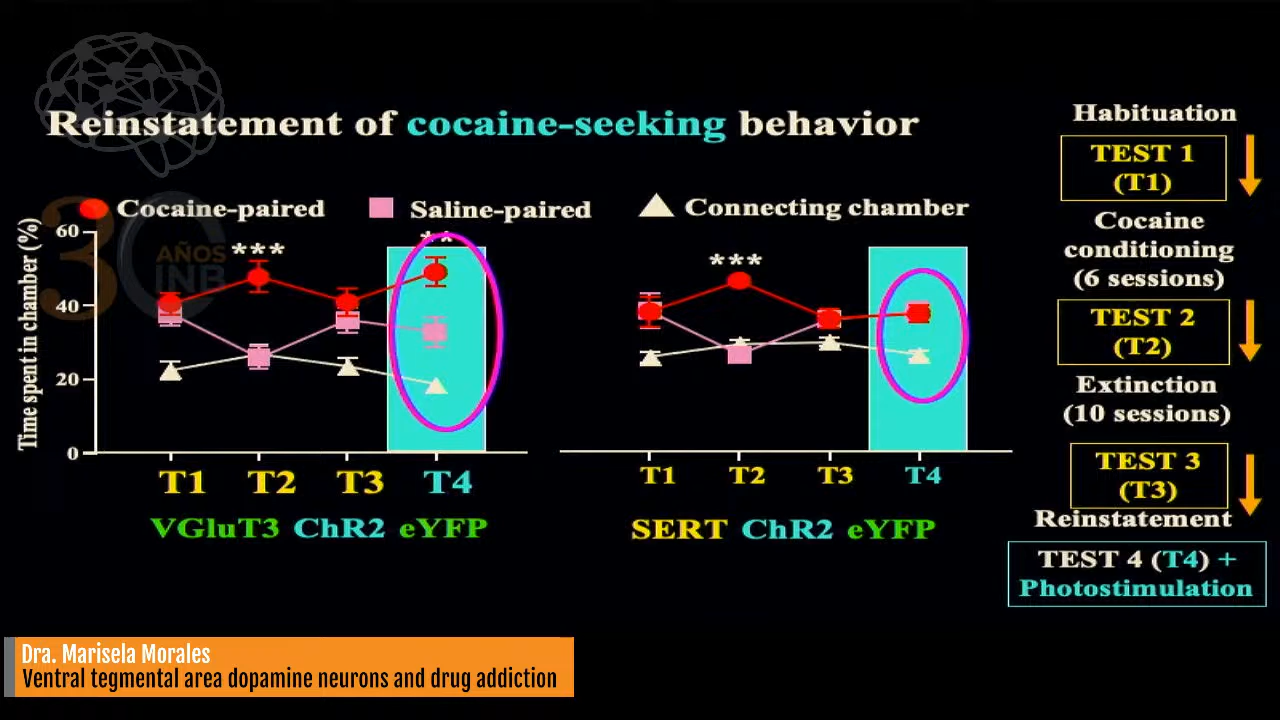 Reinstatement of cocaine-seeking behavior
Cocaine-paired
Saline-paired
Connecting chamber
AÑOS
INB
Time spent in chamber (%)
60
40
20
0
***
**
***
T1 T2 T3 T4
VGluT3 ChR2 eYFP
T1 T2 T3 T4
SERT ChR2 eYFP
Habituation
TEST 1
(T1)
Cocaine
conditioning
(6 sessions)
TEST 2
(T2)
Extinction
(10 sessions)
TEST 3
(T3)
Reinstatement
TEST 4 (T4) +
Photostimulation
Dra. Marisela Morales
Ventral tegmental area dopamine neurons and drug addiction